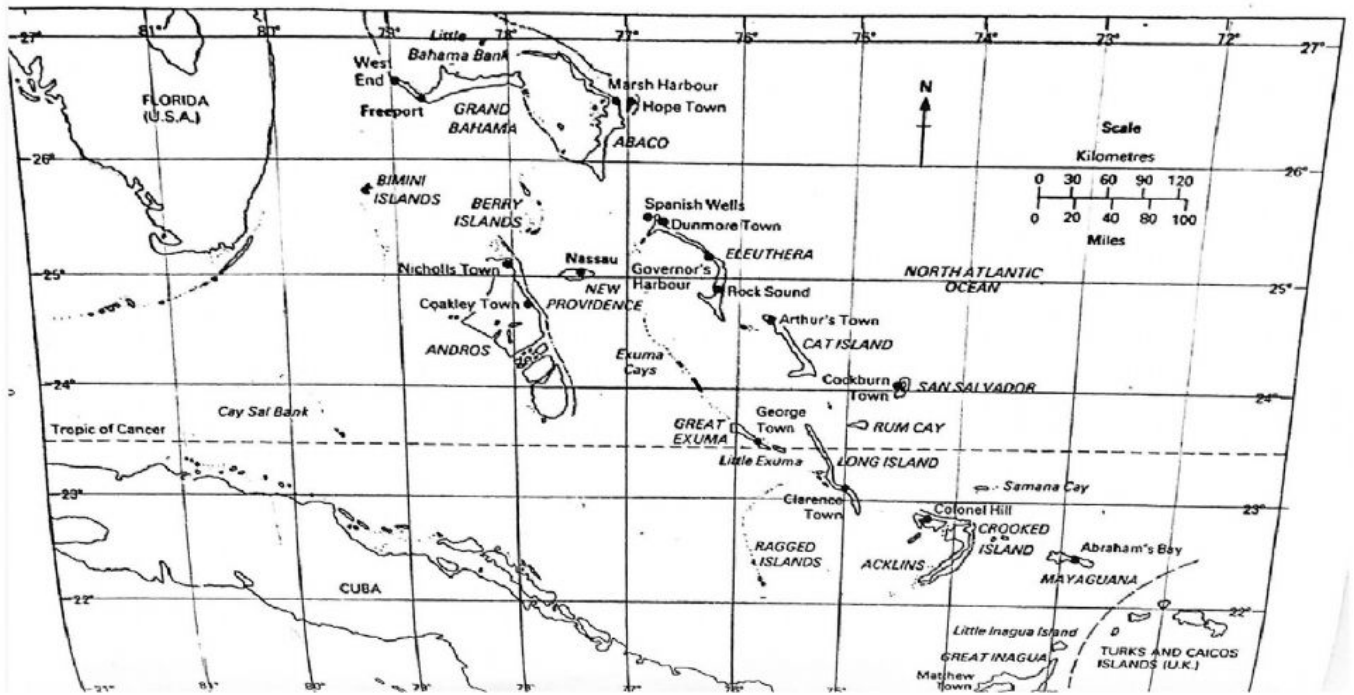 81°
78°
77°
76°
75°
74°
73°
72°
27°
27°
Little
Bahama Bank
West
End
Marsh Harbour
Hope Town
FLORIDA
(U.S.A.)
Freeport
GRAND
BAHAMA
ABACO
N
Scale
Kilometres
0 30 60 90 120
0 20 40 60 80 100
Miles
26°
26°
BIMINI
ISLANDS
BERRY
ISLANDS
Spanish Wells
Dunmore Town
ELEUTHERA
Nassau
Nicholls Town
Governor's
Harbour
NORTH ATLANTIC
OCEAN
25°
25°
NEW
PROVIDENCE
Rock Sound
Coakley Town
Arthur's Town
CAT ISLAND
ANDROS
Exuma
Cays
Cockburn
Town
SAN SALVADOR
24°
24°
Cay Sal Bank
George
Town
RUM CAY
GREAT
EXUMA
Tropic of Cancer
Little Exuma
LONG ISLAND
Samana Cay
23°
23°
Clarence
Town
Colonel Hill
CROOKED
ISLAND
RAGGED
ISLANDS
ACKLINS
Abraham's Bay
MAYAGUANA
CUBA
22°
22°
Little Inagua Island
GREAT INAGUA
TURKS AND CAICOS
ISLANDS (U.K.)
Matthew
Town